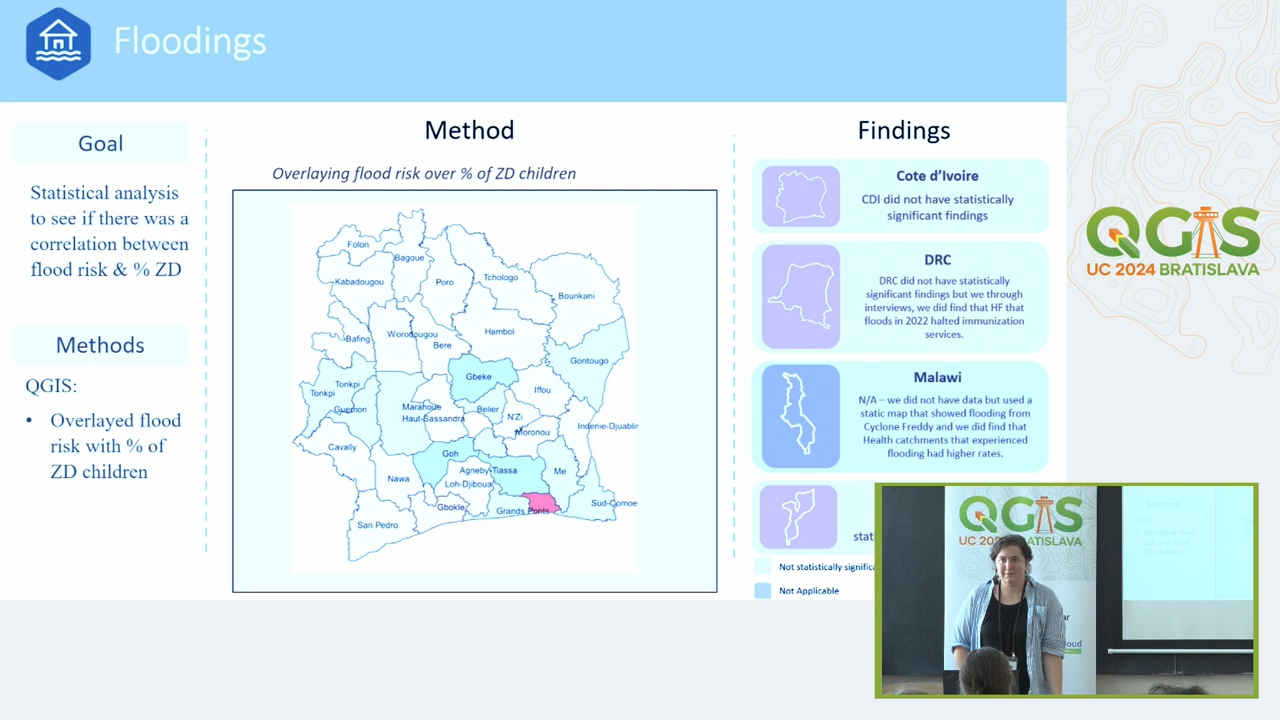 Floodings
Goal
Statistical analysis
to see if there was a
correlation between
flood risk & % ZD
Methods
QGIS:
• Overlayed flood
risk with % of
ZD children
Method
Overlaying flood risk over % of ZD children
Folon
Bagoue
Kabadougou
Poro
Tchologo
Bounkani
Bafing
Worodougou
Bere
Hambol
Gontougo
Gbeke
Tonkpi
Tonkpi
Iffou
Guemon
Marahoue
Haut-Sassandra
Belier
N'Zi
Moronou
Indenie-Djuablin
Cavally
Goh
Agneby-Tiassa
Me
Nawa
Loh-Djiboua
Gbokle
Grands Ponts
Sud-Comoe
San Pedro
Findings
Cote d'Ivoire
CDI did not have statistically
significant findings
DRC
DRC did not have statistically
significant findings but we through
interviews, we did find that HF that
floods in 2022 halted immunization
services.
Malawi
N/A – we did not have data but used a
static map that showed flooding from
Cyclone Freddy and we did find that
Health catchments that experienced
flooding had higher rates.
Not Applicable
QGIS
UC 2024 BRATISLAVA
QGIS
BRATISLAVA
Methods
QGIS: